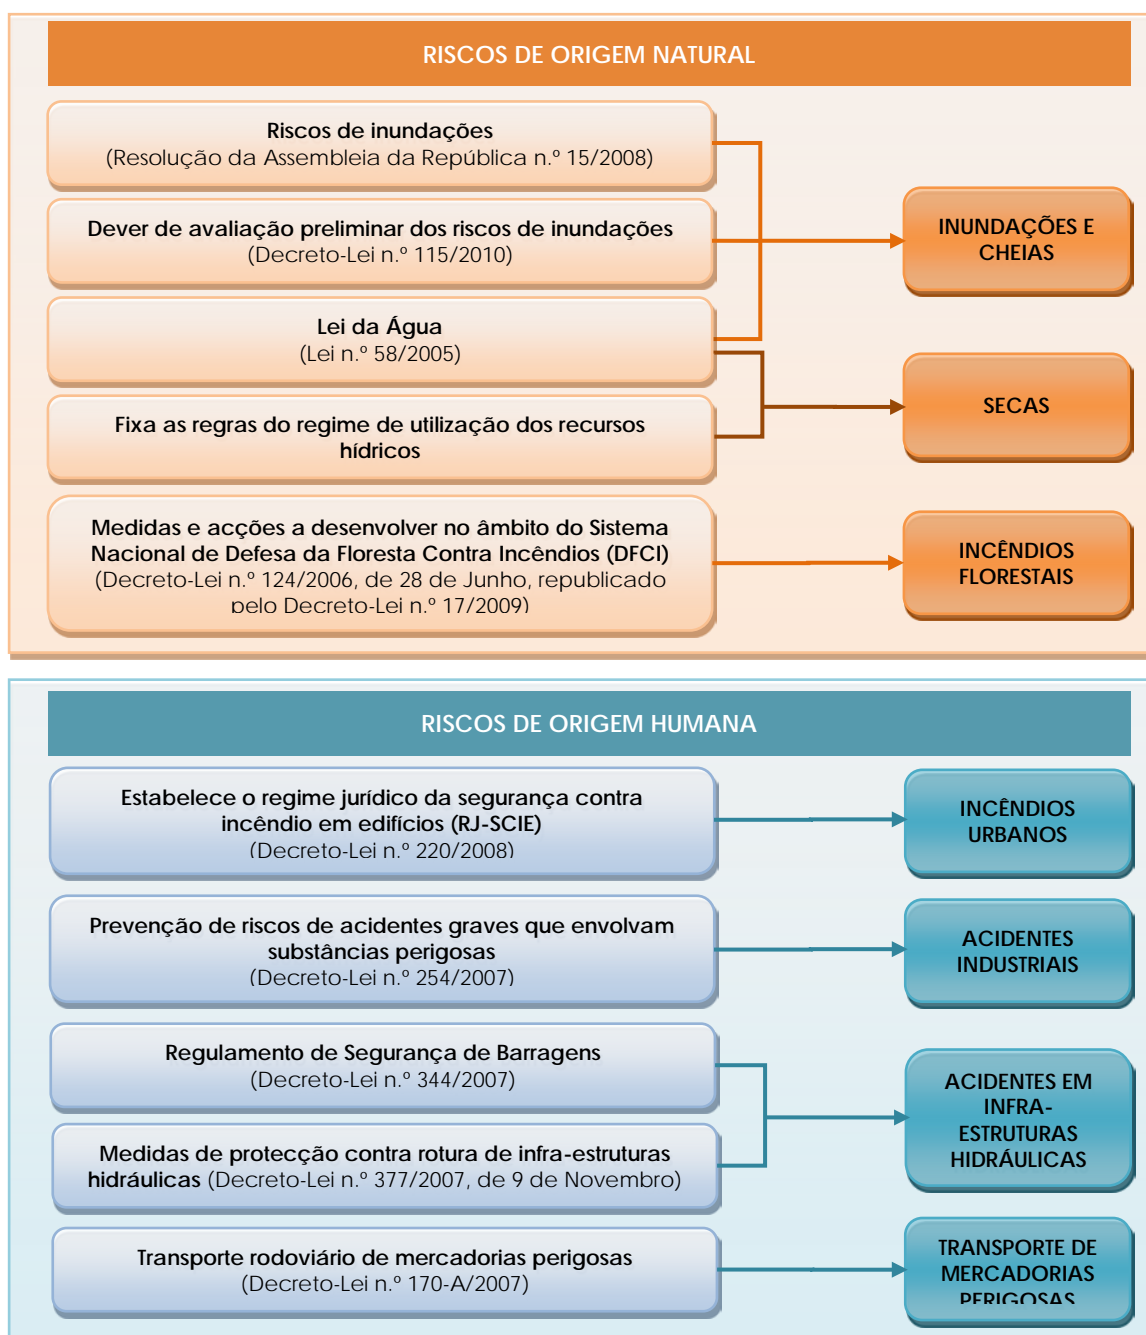 RISCOS DE ORIGEM NATURAL
Riscos de inundações
(Resolução da Assembleia da República n.º 15/2008)
Dever de avaliação preliminar dos riscos de inundações
(Decreto-Lei n.º 115/2010)
Lei da Água
(Lei n.º 58/2005)
Fixa as regras do regime de utilização dos recursos
hídricos
Medidas e acções a desenvolver no âmbito do Sistema
Nacional de Defesa da Floresta Contra Incêndios (DFCI)
(Decreto-Lei n.º 124/2006, de 28 de Junho, republicado
pelo Decreto-Lei n.º 17/2009)
INUNDAÇÕES E
CHEIAS
SECAS
INCÊNDIOS
FLORESTAIS
RISCOS DE ORIGEM HUMANA
Estabelece o regime jurídico da segurança contra
incêndio em edifícios (RJ-SCIE)
(Decreto-Lei n.º 220/2008)
Prevenção de riscos de acidentes graves que envolvam
substâncias perigosas
(Decreto-Lei n.º 254/2007)
Regulamento de Segurança de Barragens
(Decreto-Lei n.º 344/2007)
Medidas de protecção contra rotura de infra-estruturas
hidráulicas (Decreto-Lei n.º 377/2007, de 9 de Novembro)
Transporte rodoviário de mercadorias perigosas
(Decreto-Lei n.º 170-A/2007)
INCÊNDIOS
URBANOS
ACIDENTES
INDUSTRIAIS
ACIDENTES EM
INFRA-
ESTRUTURAS
HIDRÁULICAS
TRANSPORTE DE
MERCADORIAS
PERIGOSAS